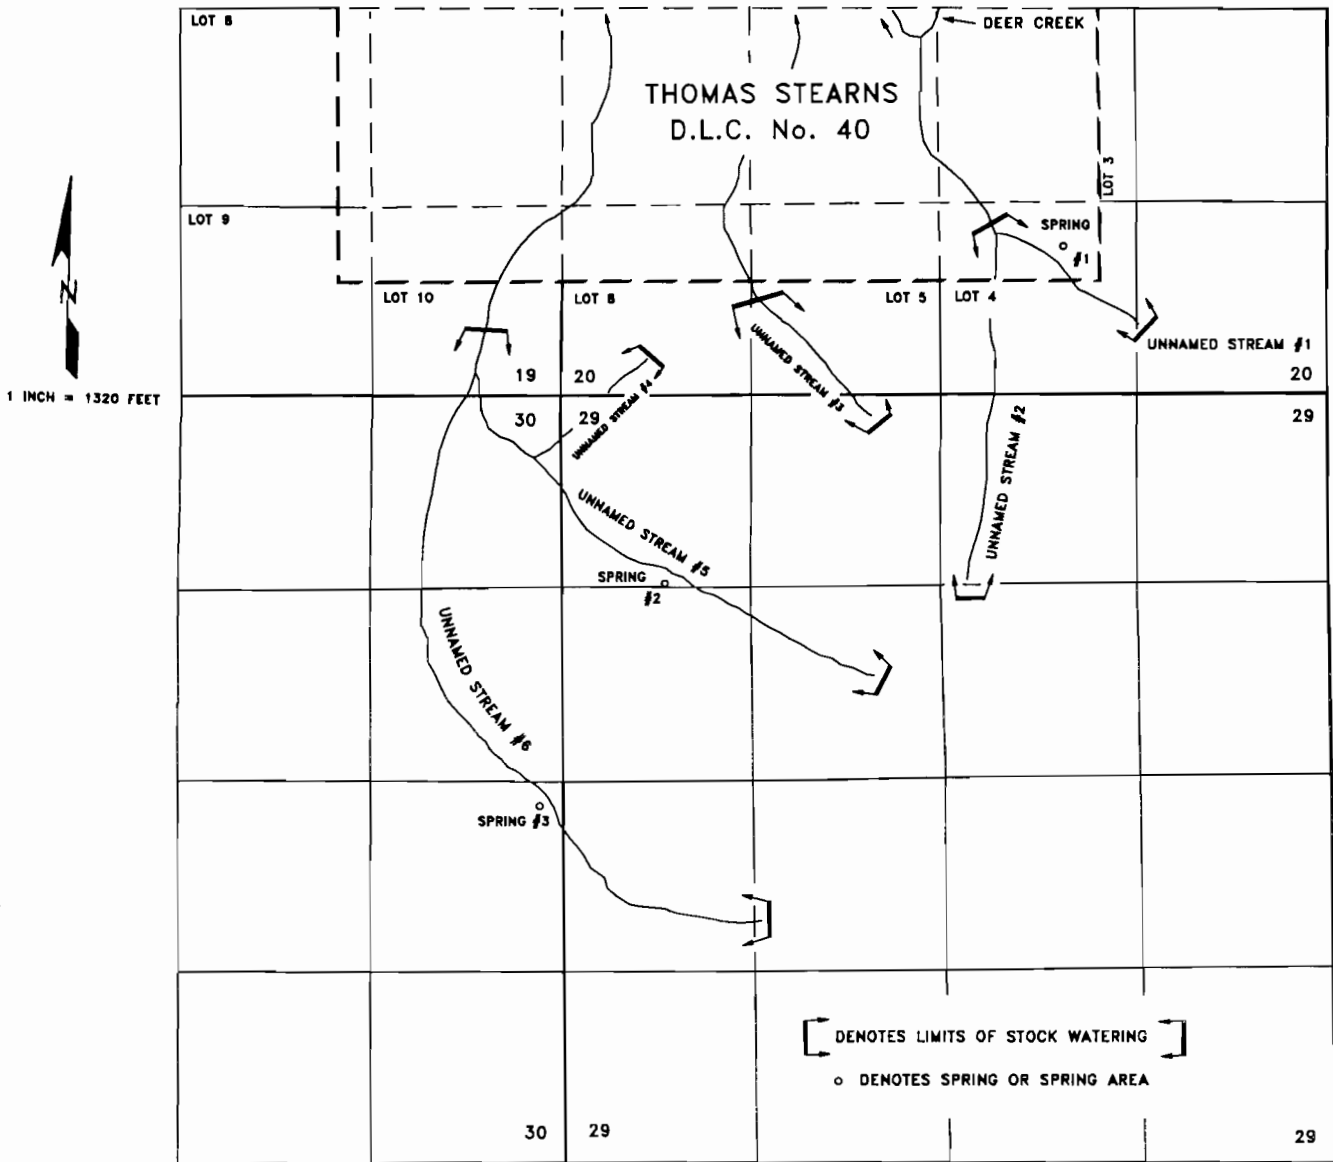 LOT 6
DEER CREEK
THOMAS STEARNS
D.L.C. No. 40
LOT 3
LOT 9
SPRING
#1
N
LOT 10
LOT 8
LOT 5
LOT 4
UNNAMED STREAM #1
UNNAMED STREAM #3
19
20
20
UNNAMED STREAM #4
1 INCH = 1320 FEET
30
29
29
UNNAMED STREAM #2
UNNAMED STREAM #5
SPRING
#2
UNNAMED STREAM #6
SPRING #3
DENOTES LIMITS OF STOCK WATERING
DENOTES SPRING OR SPRING AREA
30
29
29